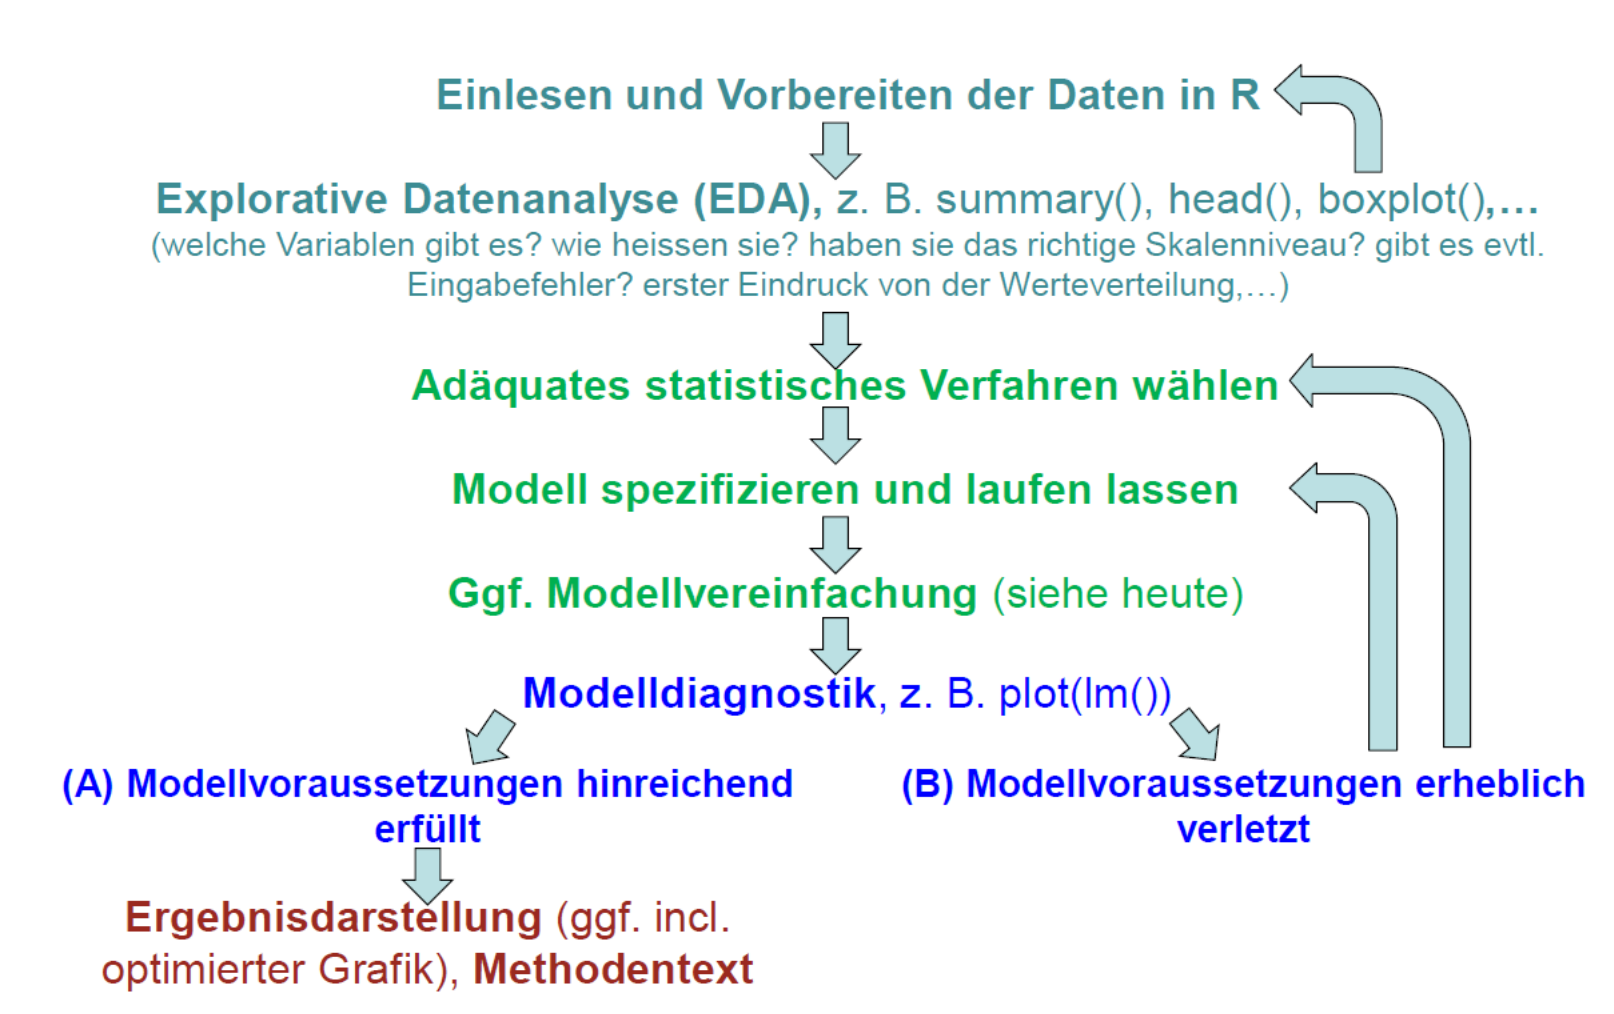 Einlesen und Vorbereiten der Daten in R
Explorative Datenanalyse (EDA), z. B. summary(), head(), boxplot(),…
(welche Variablen gibt es? wie heissen sie? haben sie das richtige Skalenniveau? gibt es evtl.
Eingabefehler? erster Eindruck von der Werteverteilung,…)
Adäquates statistisches Verfahren wählen
Modell spezifizieren und laufen lassen
Ggf. Modellvereinfachung (siehe heute)
Modelldiagnostik, z. B. plot(lm())
(A) Modellvoraussetzungen hinreichend
erfüllt
(B) Modellvoraussetzungen erheblich
verletzt
Ergebnisdarstellung (ggf. incl.
optimierter Grafik), Methodentext